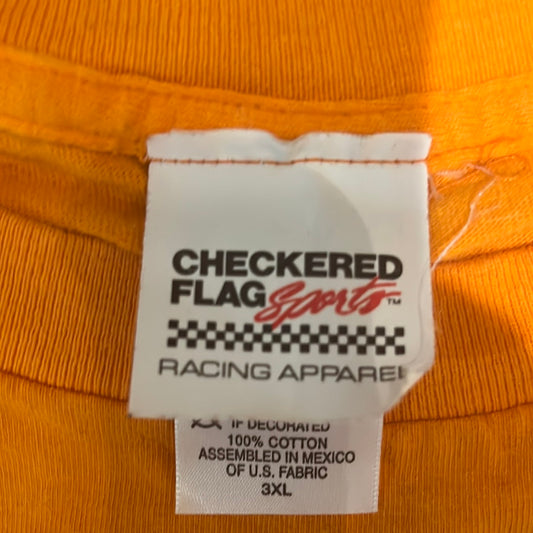 CHECKERED
FLAG Sports™
RACING APPAREL
IF DECORATED
100% COTTON
ASSEMBLED IN MEXICO
OF U.S. FABRIC
3XL